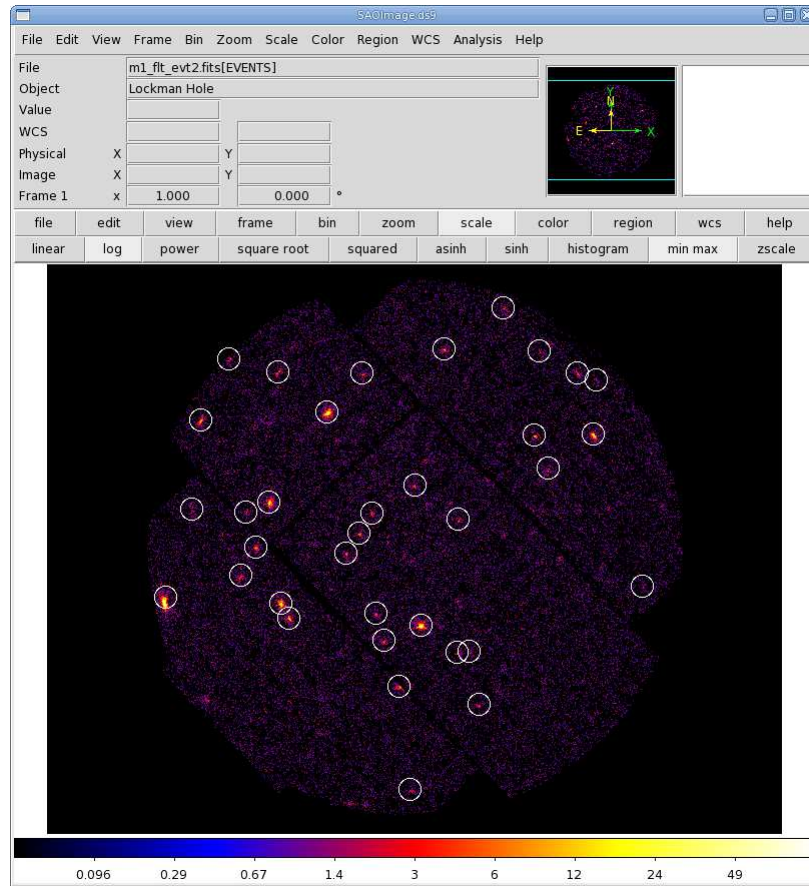 SAOImage ds9
File Edit View Frame Bin Zoom Scale Color Region WCS Analysis Help
File m1_flt_evt2.fits[EVENTS]
Object Lockman Hole
Value
WCS
Physical X Y
Image X Y
Frame 1 x 1.000 0.000 °
Y
N
E X
file edit view frame bin zoom scale color region wcs help
linear log power square root squared asinh sinh histogram min max zscale
0.096 0.29 0.67 1.4 3 6 12 24 49